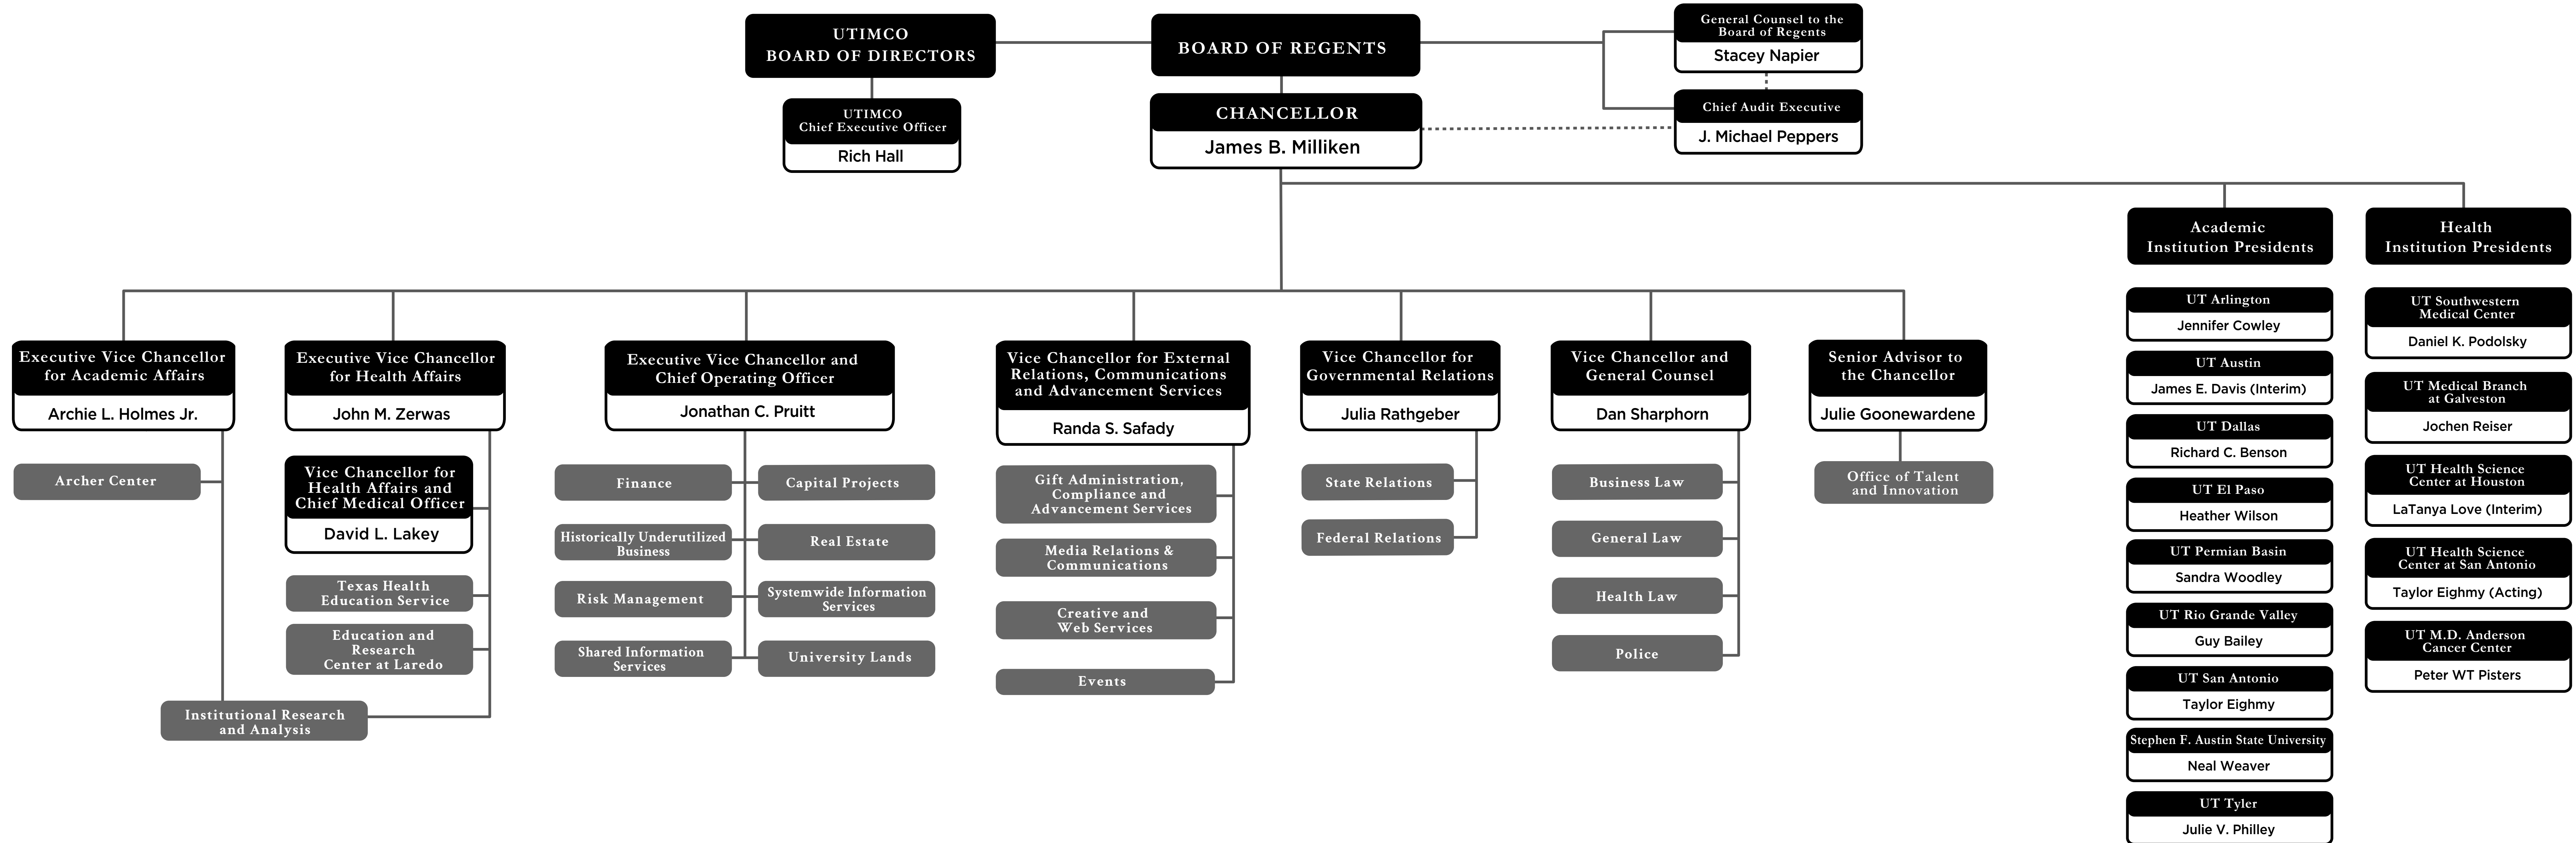 UTIMCO
BOARD OF DIRECTORS
UTIMCO
Chief Executive Officer
Rich Hall
BOARD OF REGENTS
CHANCELLOR
James B. Milliken
General Counsel to the
Board of Regents
Stacey Napier
Chief Audit Executive
J. Michael Peppers
Executive Vice Chancellor
for Academic Affairs
Archie L. Holmes Jr.
Archer Center
Executive Vice Chancellor
for Health Affairs
John M. Zerwas
Vice Chancellor for
Health Affairs and
Chief Medical Officer
David L. Lakey
Texas Health
Education Service
Education and
Research
Center at Laredo
Institutional Research
and Analysis
Executive Vice Chancellor and
Chief Operating Officer
Jonathan C. Pruitt
Finance
Capital Projects
Historically Underutilized
Business
Real Estate
Risk Management
Systemwide Information
Services
Shared Information
Services
University Lands
Vice Chancellor for External
Relations, Communications
and Advancement Services
Randa S. Safady
Gift Administration,
Compliance and
Advancement Services
Media Relations &
Communications
Creative and
Web Services
Events
Vice Chancellor for
Governmental Relations
Julia Rathgeber
State Relations
Federal Relations
Vice Chancellor and
General Counsel
Dan Sharphorn
Business Law
General Law
Health Law
Police
Senior Advisor to
the Chancellor
Julie Goonewardene
Office of Talent
and Innovation
Academic
Institution Presidents
UT Arlington
Jennifer Cowley
UT Austin
James E. Davis (Interim)
UT Dallas
Richard C. Benson
UT El Paso
Heather Wilson
UT Permian Basin
Sandra Woodley
UT Rio Grande Valley
Guy Bailey
UT San Antonio
Taylor Eighmy
Stephen F. Austin State University
Neal Weaver
UT Tyler
Julie V. Philley
Health
Institution Presidents
UT Southwestern
Medical Center
Daniel K. Podolsky
UT Medical Branch
at Galveston
Jochen Reiser
UT Health Science
Center at Houston
LaTanya Love (Interim)
UT Health Science
Center at San Antonio
Taylor Eighmy (Acting)
UT M.D. Anderson
Cancer Center
Peter WT Pisters